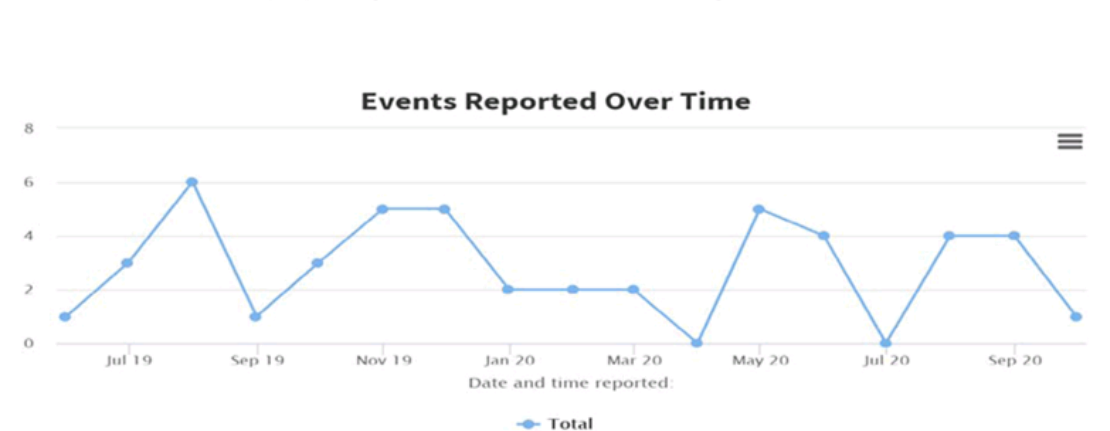 Events Reported Over Time
8
6
4
2
0
Jul 19 Sep 19 Nov 19 Jan 20 Mar 20 May 20 Jul 20 Sep 20
Date and time reported:
Total